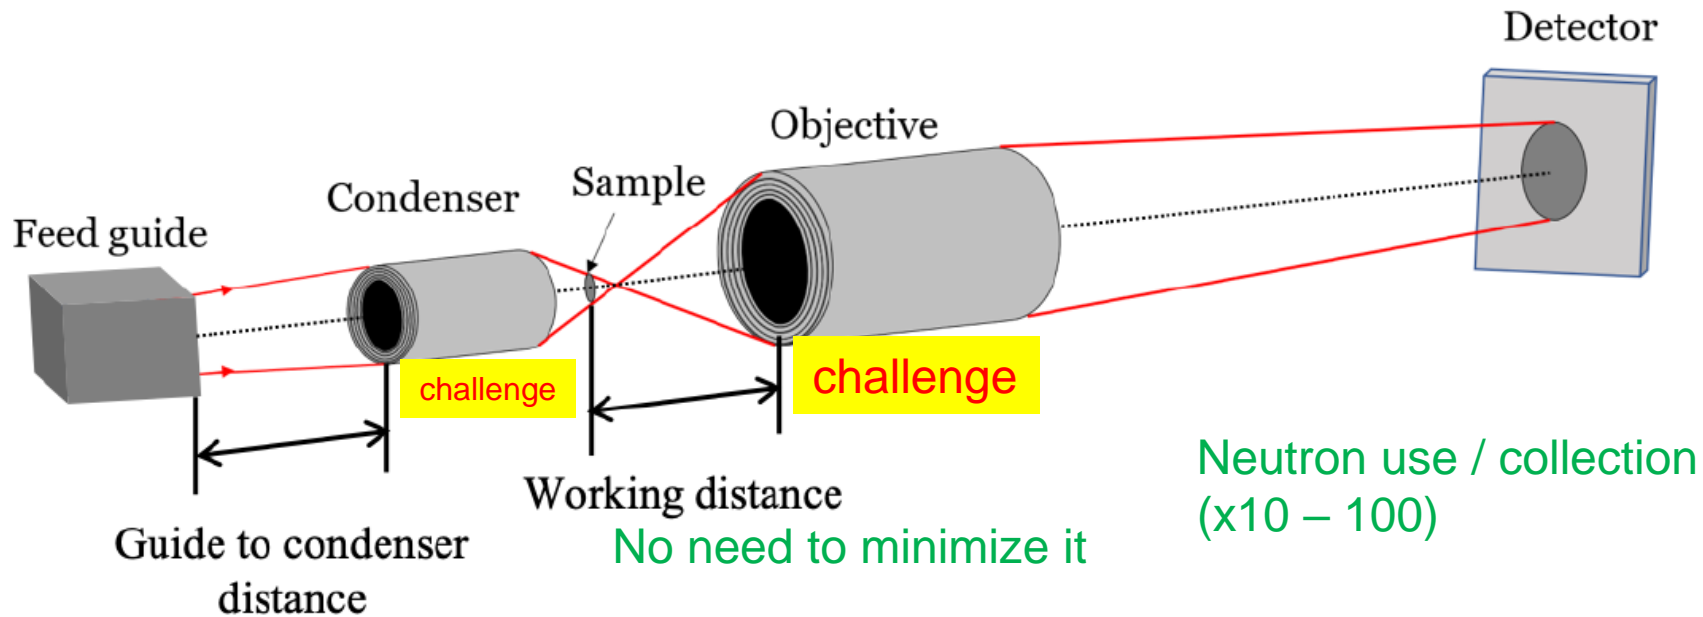 Detector
Objective
Sample
Condenser
Feed guide
challenge
challenge
Working distance
No need to minimize it
Neutron use / collection
(x10 – 100)
Guide to condenser
distance